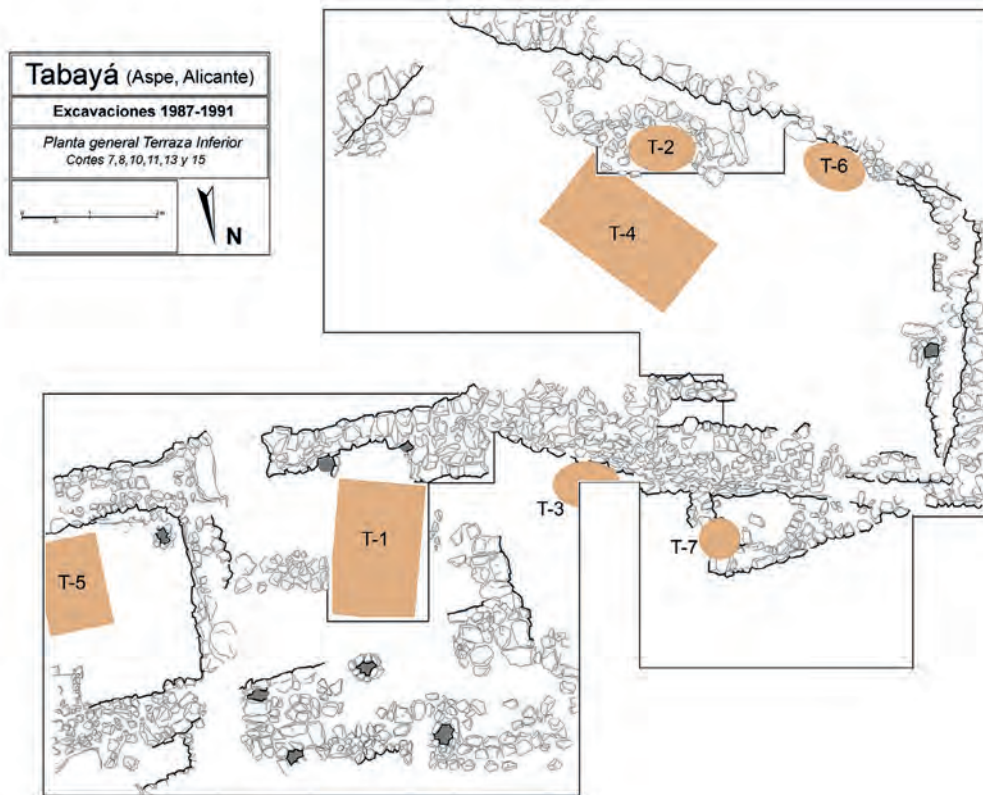 Tabayá (Aspe, Alicante)
Excavaciones 1987-1991
Planta general Terraza Inferior
Cortes 7,8,10,11,13 y 15
N
T-2
T-6
T-4
T-3
T-1
T-7
T-5